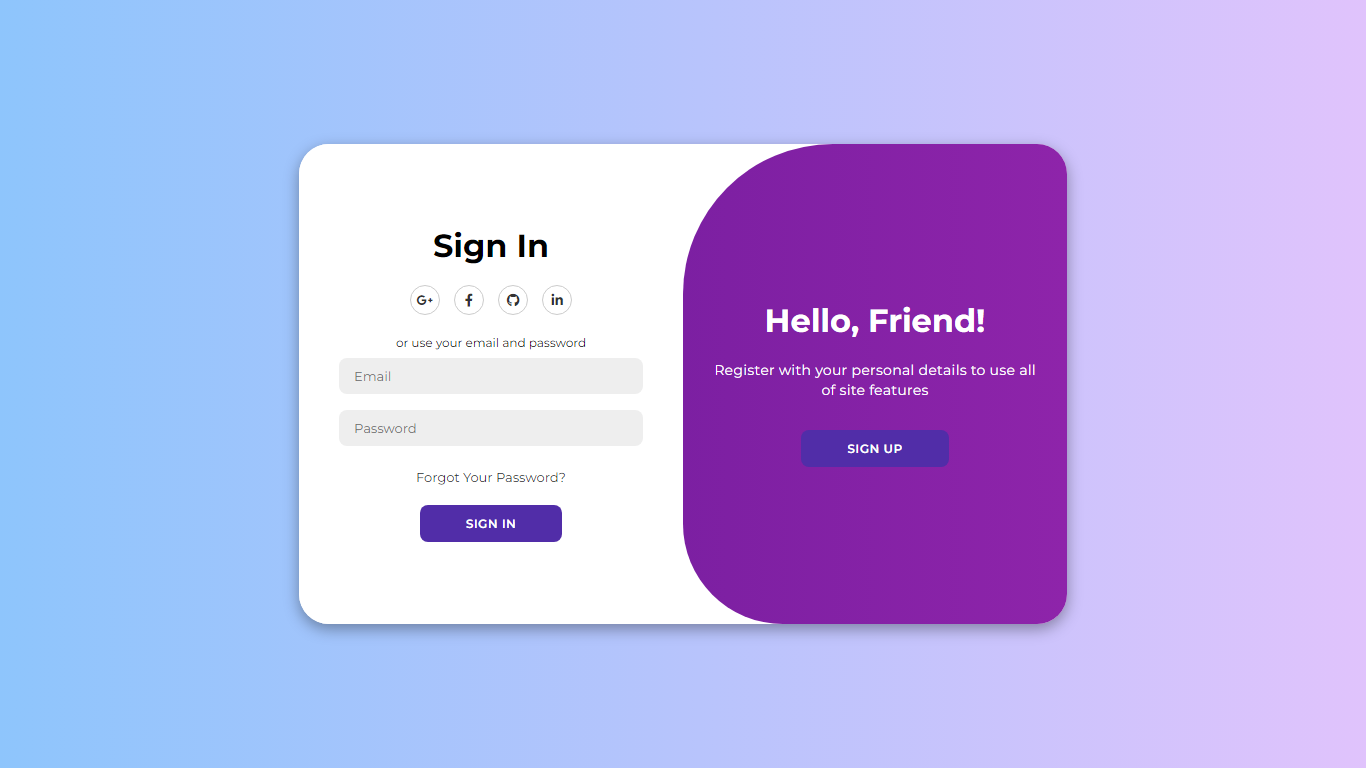 Sign In
G+
f
in
or use your email and password
Email
Password
Forgot Your Password?
SIGN IN
Hello, Friend!
Register with your personal details to use all
of site features
SIGN UP